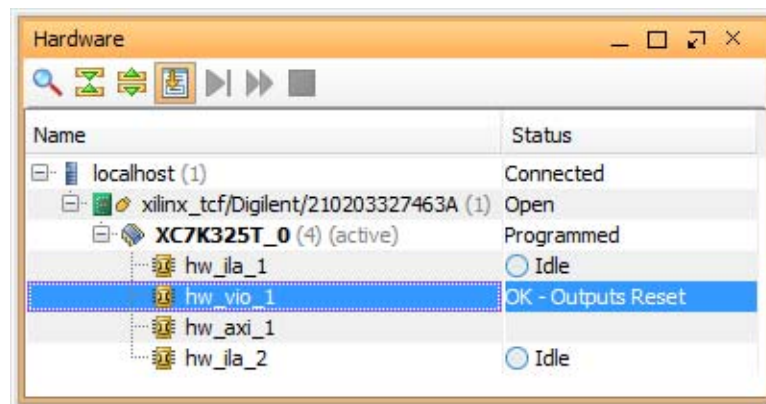 Hardware
Name Status
localhost (1) Connected
xilinx_tcf/Digilent/210203327463A (1) Open
XC7K325T_0 (4) (active) Programmed
hw_ila_1 Idle
hw_vio_1 OK - Outputs Reset
hw_axi_1
hw_ila_2 Idle